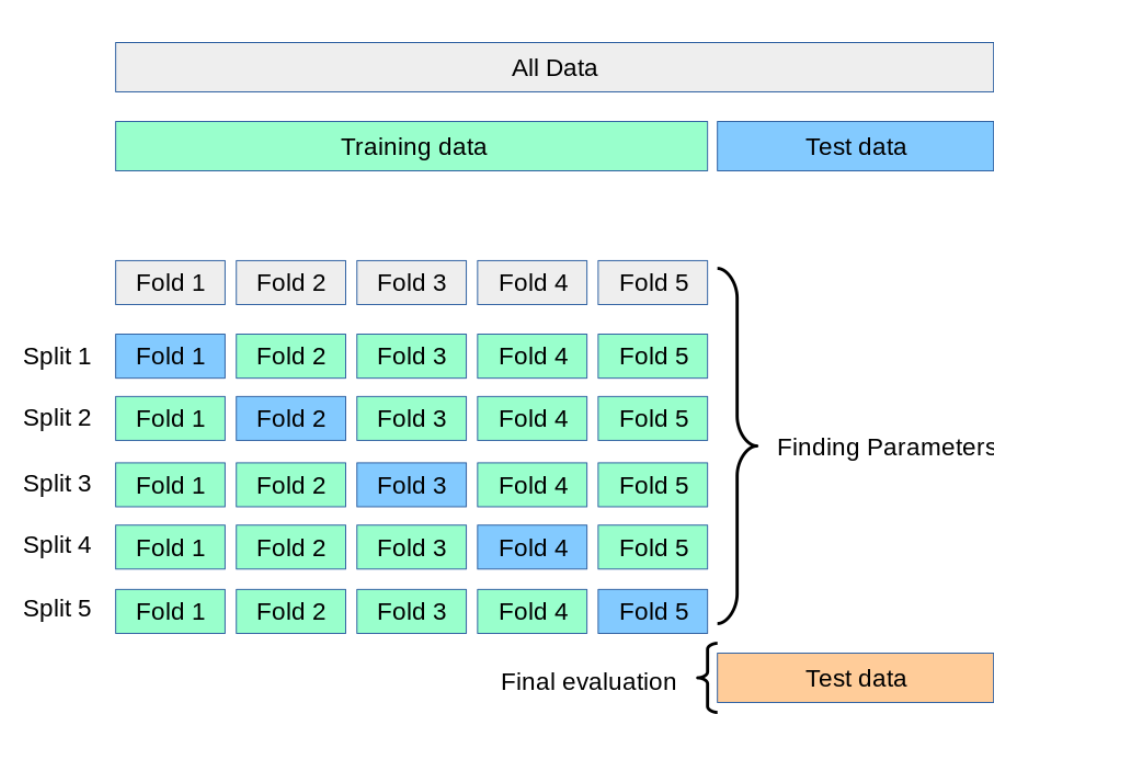 All Data
Training data Test data
Fold 1 Fold 2 Fold 3 Fold 4 Fold 5
Split 1 Fold 1 Fold 2 Fold 3 Fold 4 Fold 5
Split 2 Fold 1 Fold 2 Fold 3 Fold 4 Fold 5
Finding Parameters
Split 3 Fold 1 Fold 2 Fold 3 Fold 4 Fold 5
Split 4 Fold 1 Fold 2 Fold 3 Fold 4 Fold 5
Split 5 Fold 1 Fold 2 Fold 3 Fold 4 Fold 5
Final evaluation Test data